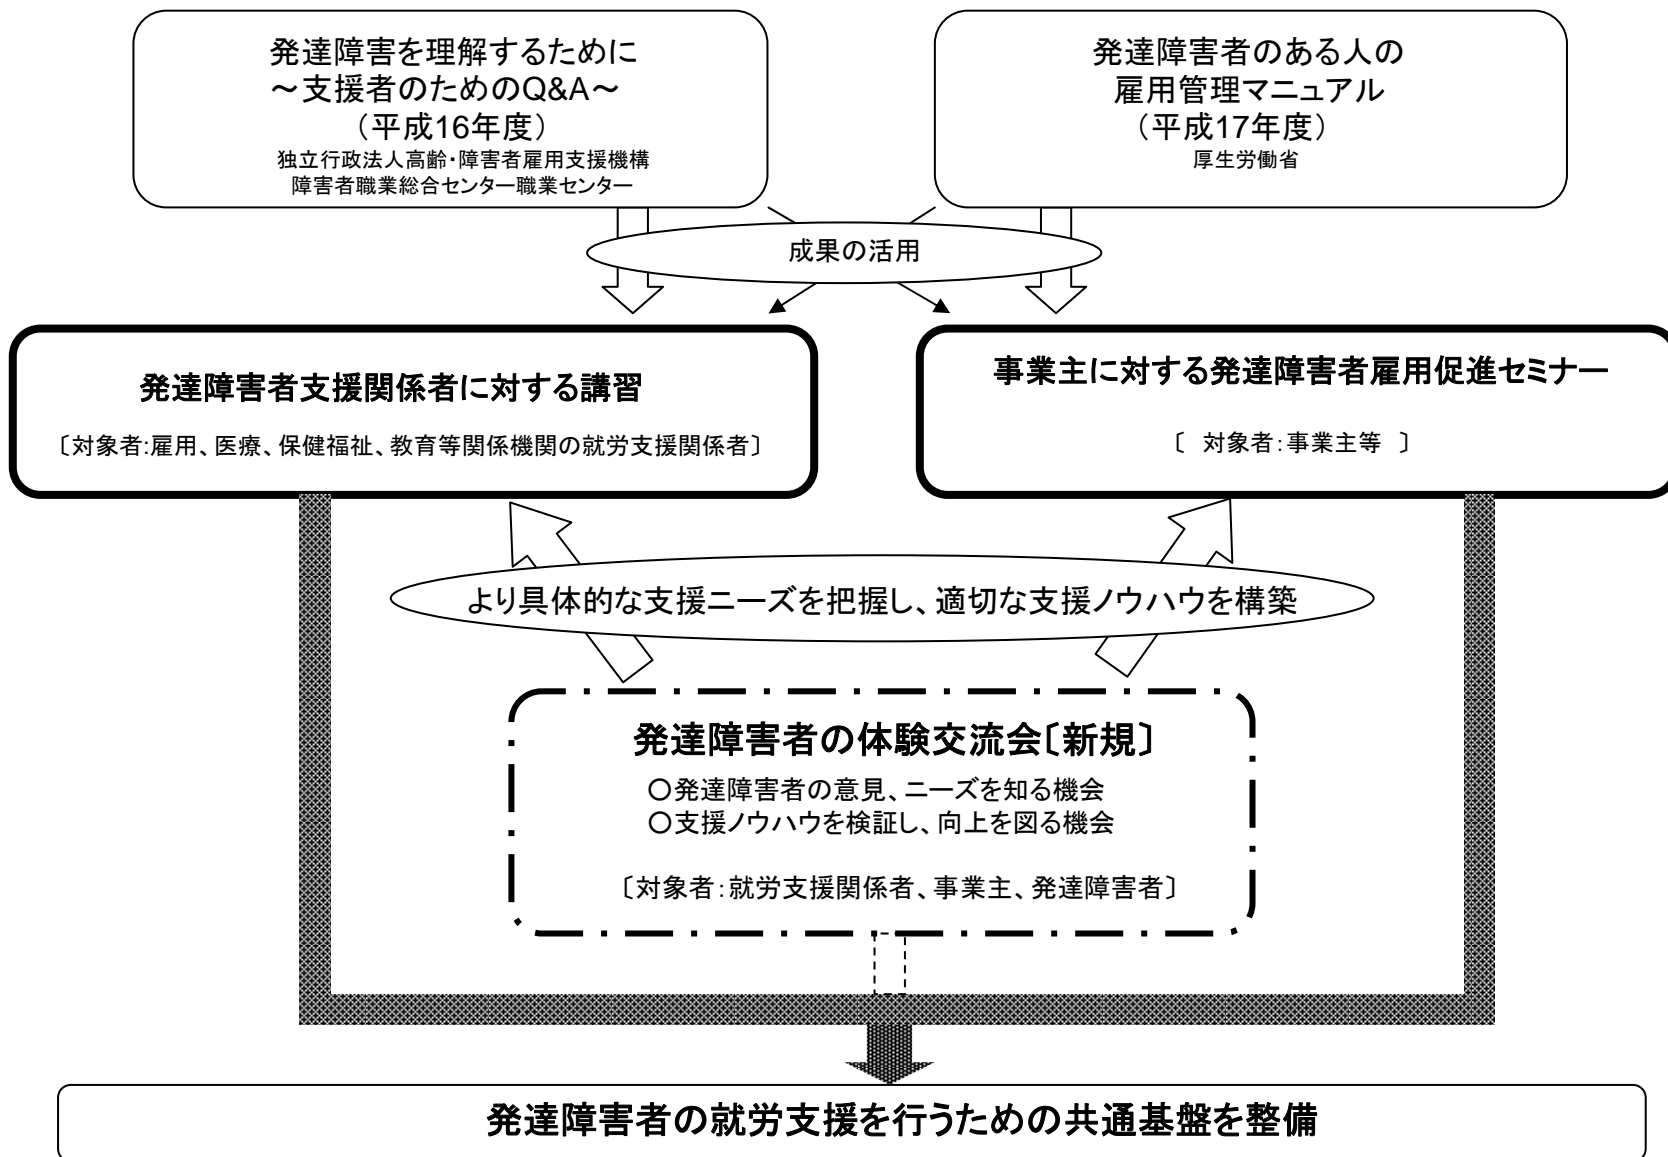 発達障害を理解するために
～支援者のためのQ&A～
（平成16年度）
独立行政法人高齢・障害者雇用支援機構
障害者職業総合センター職業センター
発達障害者のある人の
雇用管理マニュアル
（平成17年度）
厚生労働省
成果の活用
発達障害者支援関係者に対する講習
〔対象者:雇用、医療、保健福祉、教育等関係機関の就労支援関係者〕
事業主に対する発達障害者雇用促進セミナー
〔 対象者：事業主等 〕
より具体的な支援ニーズを把握し、適切な支援ノウハウを構築
発達障害者の体験交流会〔新規〕
○発達障害者の意見、ニーズを知る機会
○支援ノウハウを検証し、向上を図る機会
〔対象者：就労支援関係者、事業主、発達障害者〕
発達障害者の就労支援を行うための共通基盤を整備